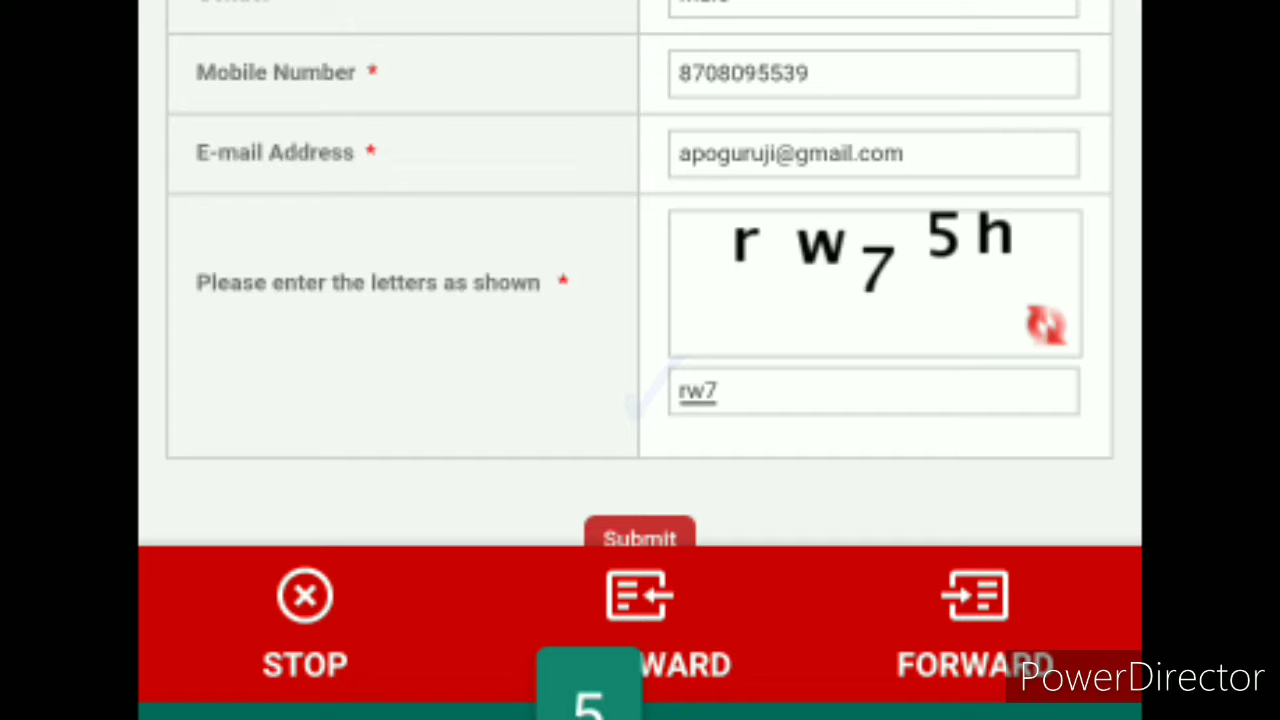 Mobile Number *
8708095539
E-mail Address *
apoguruji@gmail.com
Please enter the letters as shown *
r w 7 5 h
rw7
Submit
STOP
WARD
FORWARD
PowerDirector
5